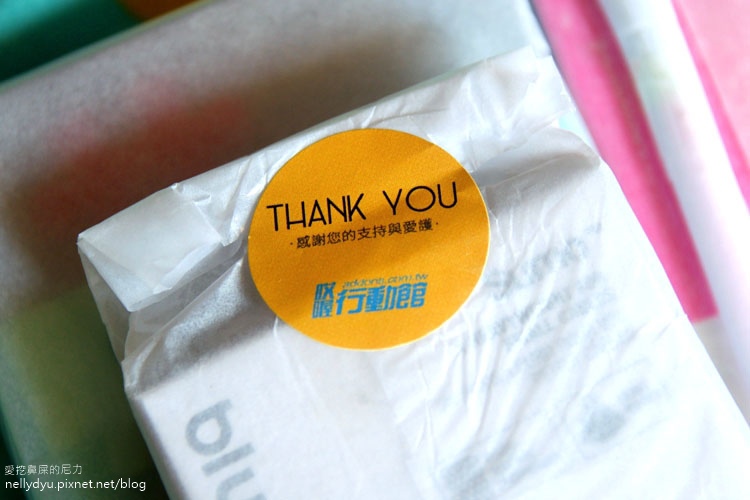 THANK YOU
·感謝您的支持與愛護·
行動館
blu
愛挖鼻屎的尼力
nellydyu.pixnet.net/blog